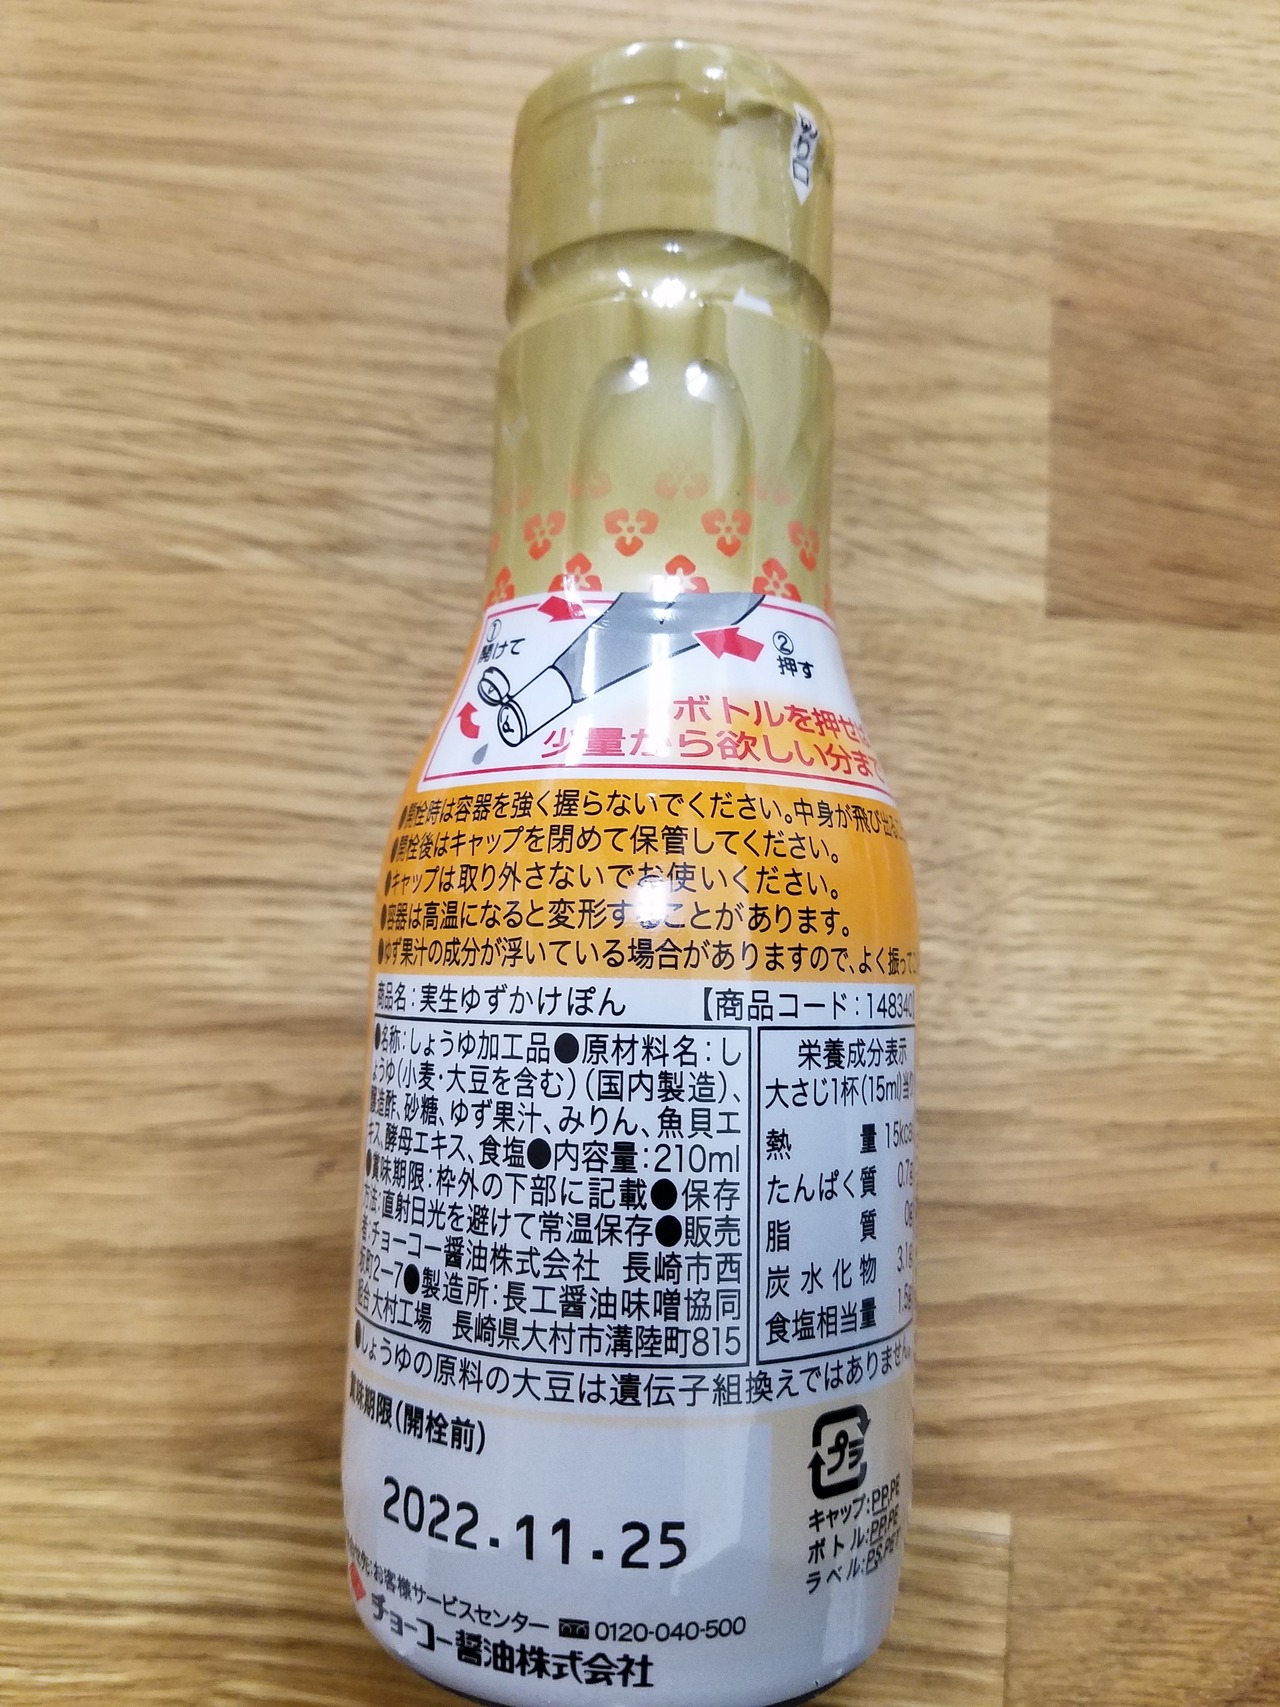 切り口
①
開けて
②
押す
ボトルを押せば
少量から欲しい分まで
●開栓時は容器を強く握らないでください。中身が飛び出る
●開栓後はキャップを閉めて保管してください。
●キャップは取り外さないでお使いください。
●容器は高温になると変形することがあります。
●ゆず果汁の成分が浮いている場合がありますので、よく振って
商品名:実生ゆずかけぽん 【商品コード:148340
●名称:しょうゆ加工品●原材料名:し
ょうゆ(小麦・大豆を含む)(国内製造)、
醸造酢、砂糖、ゆず果汁、みりん、魚貝エ
キス、酵母エキス、食塩●内容量:210ml
●賞味期限:枠外の下部に記載●保存
方法:直射日光を避けて常温保存●販売
者:チョーコー醤油株式会社 長崎市西
坂町2-7●製造所:長工醤油味噌協同
組合大村工場 長崎県大村市溝陸町815
栄養成分表示
大さじ1杯(15ml)当り
熱量 15kcal
たんぱく質 0.7g
脂質 0g
炭水化物 3.1g
食塩相当量 1.5g
●しょうゆの原料の大豆は遺伝子組換えではありません。
賞味期限(開栓前)
2022.11.25
プラ
キャップ:PP,PE
ボトル:PP,PE
ラベル:PS,PET
お客様サービスセンター 0120-040-500
チョーコー醤油株式会社